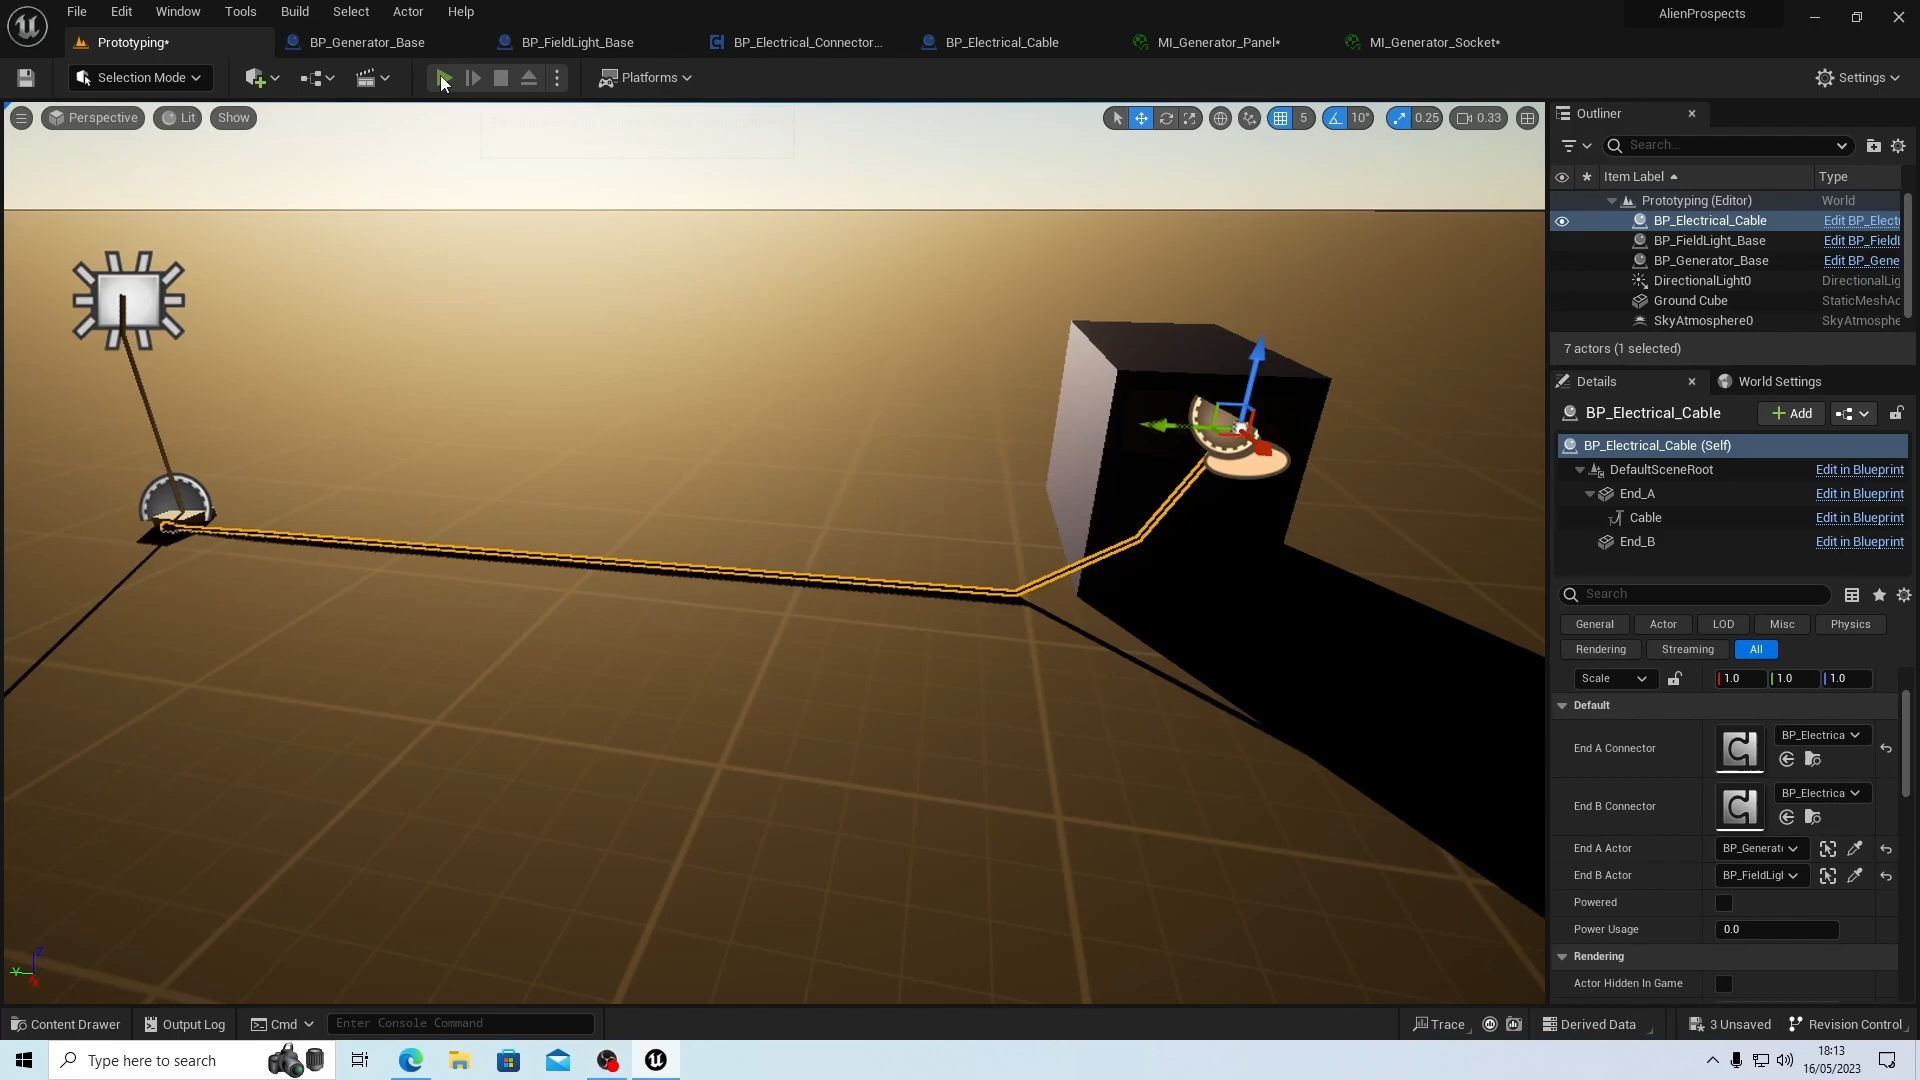 File Edit Window Tools Build Select Actor Help
AlienProspects
Prototyping* BP_Generator_Base BP_FieldLight_Base BP_Electrical_Connector... BP_Electrical_Cable MI_Generator_Panel* MI_Generator_Socket*
Selection Mode Platforms Settings
Perspective Lit Show 5 10° 0.25 0.33
Outliner
Search...
Item Label Type
Prototyping (Editor) World
BP_Electrical_Cable Edit BP_Elect
BP_FieldLight_Base Edit BP_Field
BP_Generator_Base Edit BP_Gene
DirectionalLight0 DirectionalLig
Ground Cube StaticMeshAc
SkyAtmosphere0 SkyAtmosphe
7 actors (1 selected)
Details World Settings
BP_Electrical_Cable Add
BP_Electrical_Cable (Self)
DefaultSceneRoot Edit in Blueprint
End_A Edit in Blueprint
Cable Edit in Blueprint
End_B Edit in Blueprint
Search
General Actor LOD Misc Physics
Rendering Streaming All
Scale 1.0 1.0 1.0
Default
End A Connector BP_Electrica
End B Connector BP_Electrica
End A Actor BP_Generat
End B Actor BP_FieldLigl
Powered
Power Usage 0.0
Rendering
Actor Hidden In Game
Y Z X
Content Drawer Output Log Cmd Enter Console Command Trace Derived Data 3 Unsaved Revision Control
Type here to search
18:13
16/05/2023